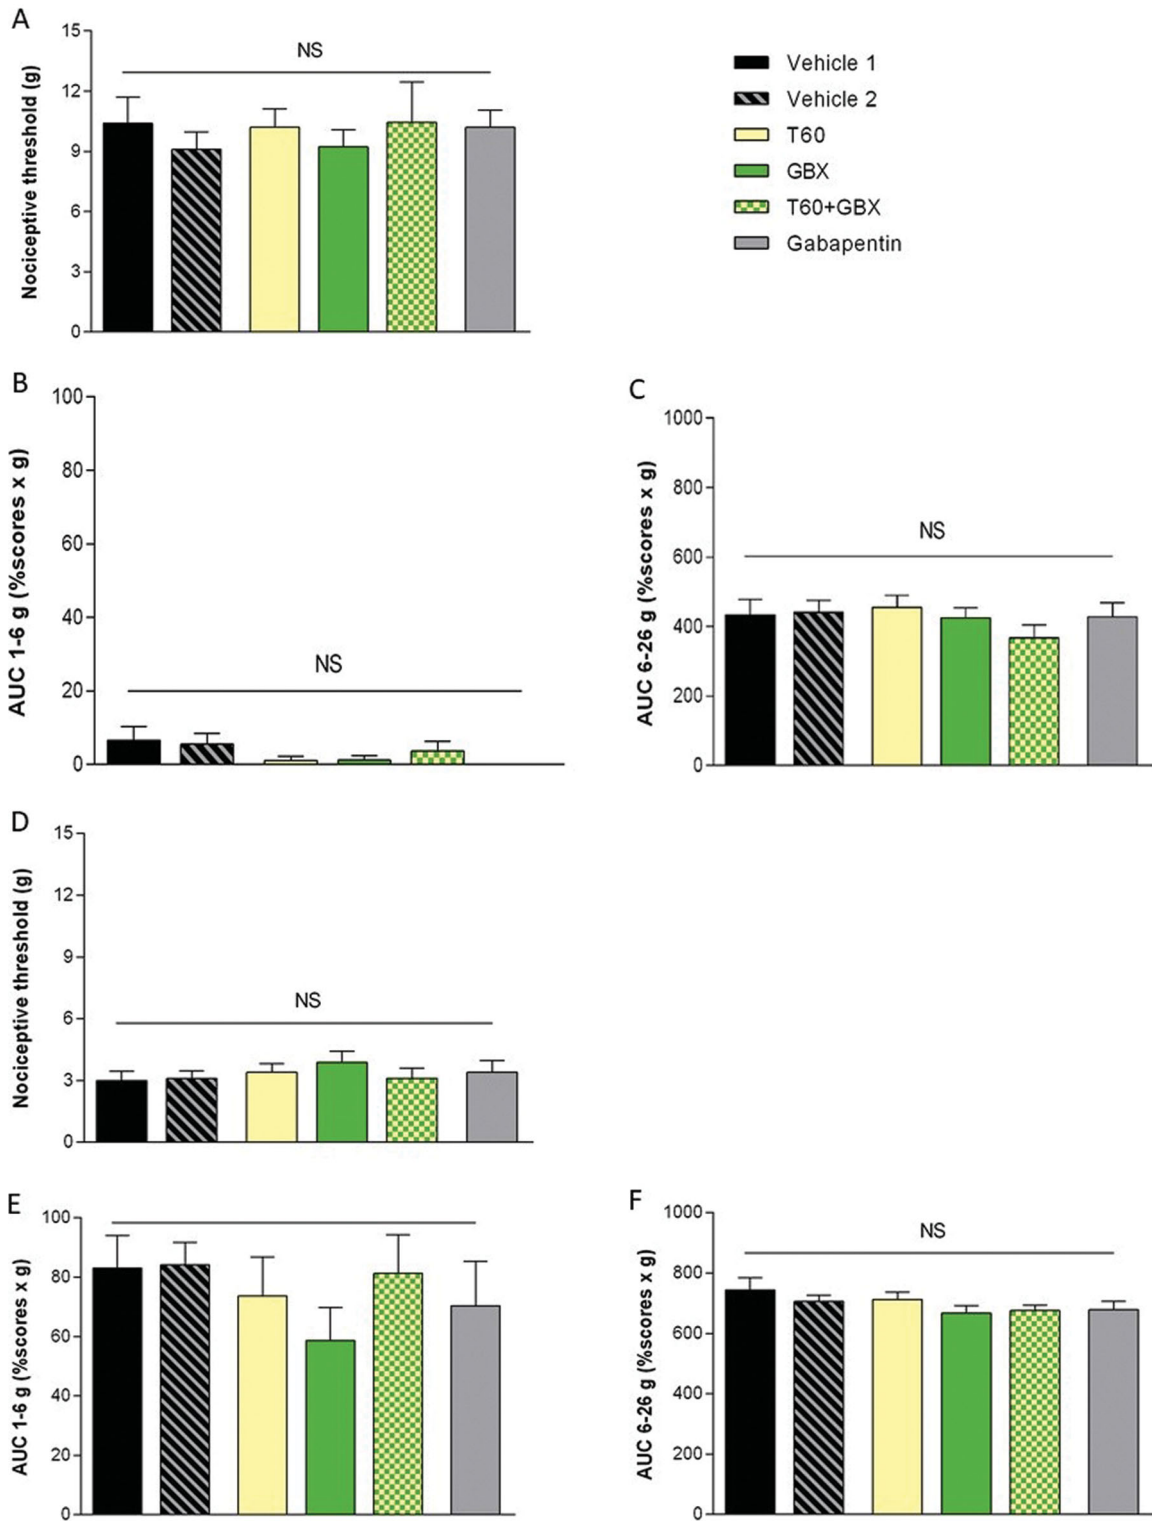 A
Nociceptive threshold (g)
15
12
9
6
3
0
NS
Vehicle 1
Vehicle 2
T60
GBX
T60+GBX
Gabapentin
B
AUC 1-6 g (%scores x g)
100
80
60
40
20
0
NS
C
AUC 6-26 g (%scores x g)
1000
800
600
400
200
0
NS
D
Nociceptive threshold (g)
15
12
9
6
3
0
NS
E
AUC 1-6 g (%scores x g)
100
80
60
40
20
0
F
AUC 6-26 g (%scores x g)
1000
800
600
400
200
0
NS